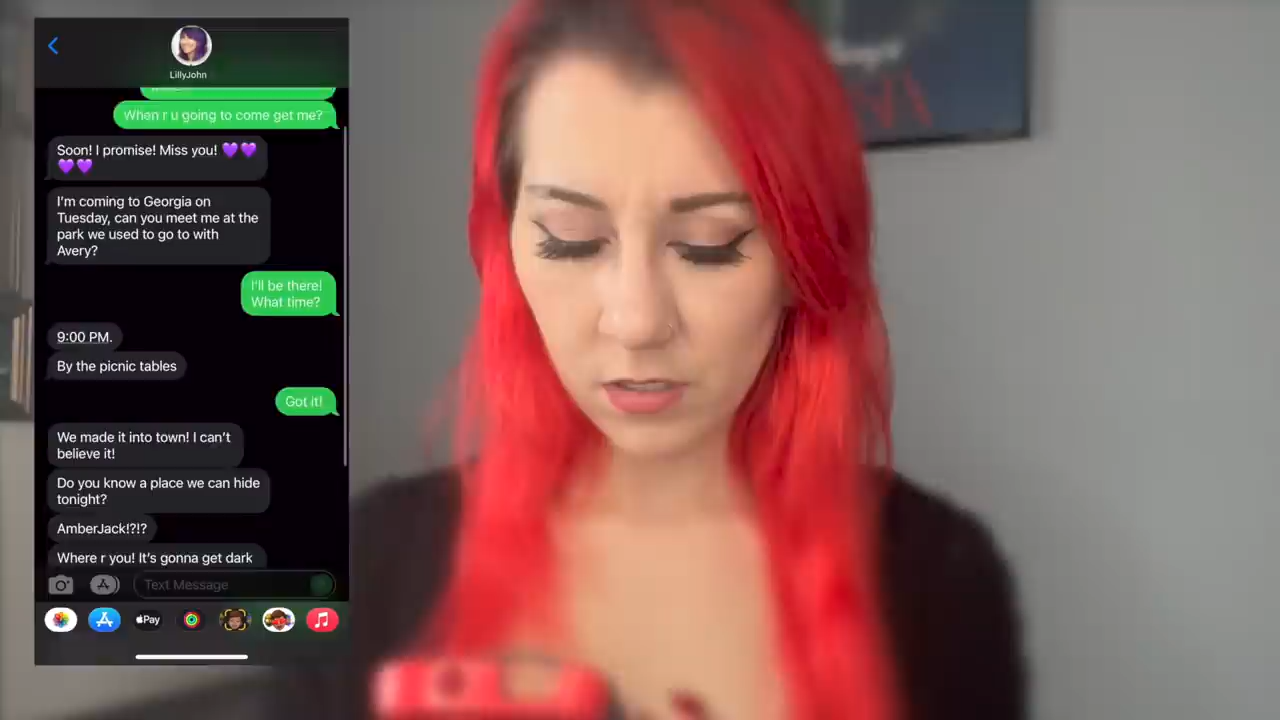 LillyJohn
When r u going to come get me?
Soon! I promise! Miss you! 💜💜
💜💜
I'm coming to Georgia on
Tuesday, can you meet me at the
park we used to go to with
Avery?
I'll be there!
What time?
9:00 PM.
By the picnic tables
Got it!
We made it into town! I can't
believe it!
Do you know a place we can hide
tonight?
AmberJack!?!?
Where r you! It's gonna get dark
Text Message
Pay